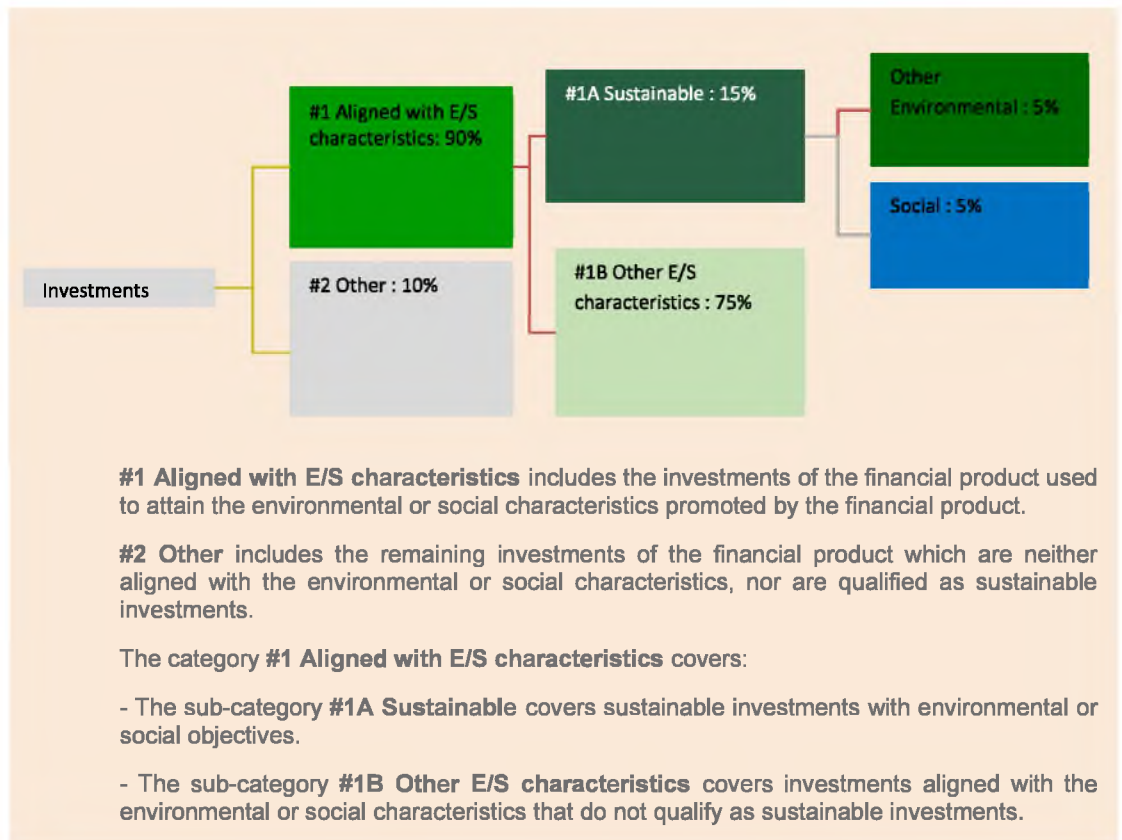 Investments
#1 Aligned with E/S
characteristics: 90%
#2 Other : 10%
#1A Sustainable : 15%
#1B Other E/S
characteristics : 75%
Other
Environmental : 5%
Social : 5%
#1 Aligned with E/S characteristics includes the investments of the financial product used
to attain the environmental or social characteristics promoted by the financial product.
#2 Other includes the remaining investments of the financial product which are neither
aligned with the environmental or social characteristics, nor are qualified as sustainable
investments.
The category #1 Aligned with E/S characteristics covers:
- The sub-category #1A Sustainable covers sustainable investments with environmental or
social objectives.
- The sub-category #1B Other E/S characteristics covers investments aligned with the
environmental or social characteristics that do not qualify as sustainable investments.